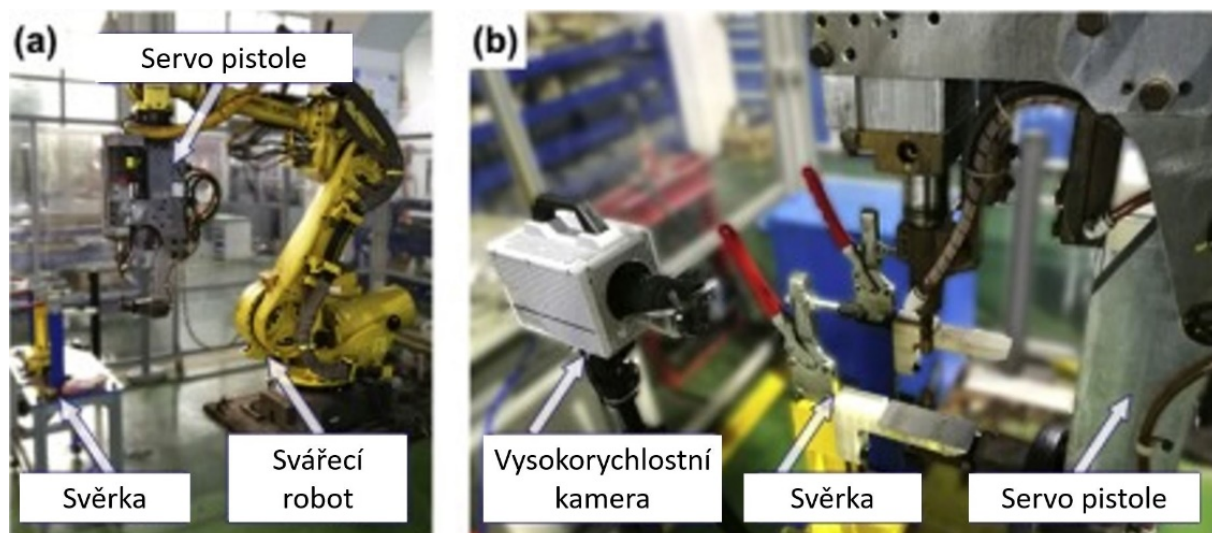 (a)
Servo pistole
Svěrka
Svářecí
robot
(b)
Vysokorychlostní
kamera
Svěrka
Servo pistole